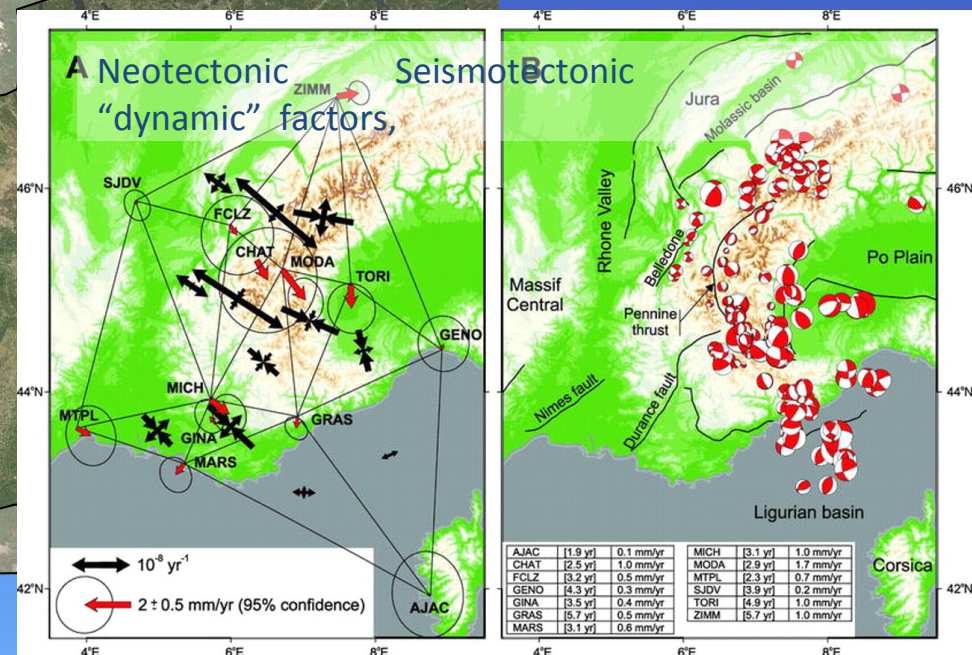 4°E 6°E 8°E 4°E 6°E 8°E
A Neotectonic Seismotectonic
B
“dynamic” factors,
ZIMM
Jura
Molassic basin
SJDV
46°N
46°N
FCLZ
CHAT
MODA
TORI
GENO
Rhone Valley
Belledone
Po Plain
Massif
Central
Pennine
thrust
44°N
44°N
MICH
MTPL
GINA
GRAS
MARS
Nimes fault
Durance fault
Ligurian basin
Corsica
10⁻⁸ yr⁻¹
2 ± 0.5 mm/yr (95% confidence)
AJAC
42°N
42°N
AJAC [1.9 yr] 0.1 mm/yr MICH [3.1 yr] 1.0 mm/yr
CHAT [2.5 yr] 1.0 mm/yr MODA [2.9 yr] 1.7 mm/yr
FCLZ [3.2 yr] 0.5 mm/yr MTPL [2.3 yr] 0.7 mm/yr
GENO [4.3 yr] 0.3 mm/yr SJDV [3.9 yr] 0.2 mm/yr
GINA [3.5 yr] 0.4 mm/yr TORI [4.9 yr] 1.0 mm/yr
GRAS [5.7 yr] 0.5 mm/yr ZIMM [5.7 yr] 1.0 mm/yr
MARS [3.1 yr] 0.6 mm/yr
4°E 6°E 8°E 4°E 6°E 8°E